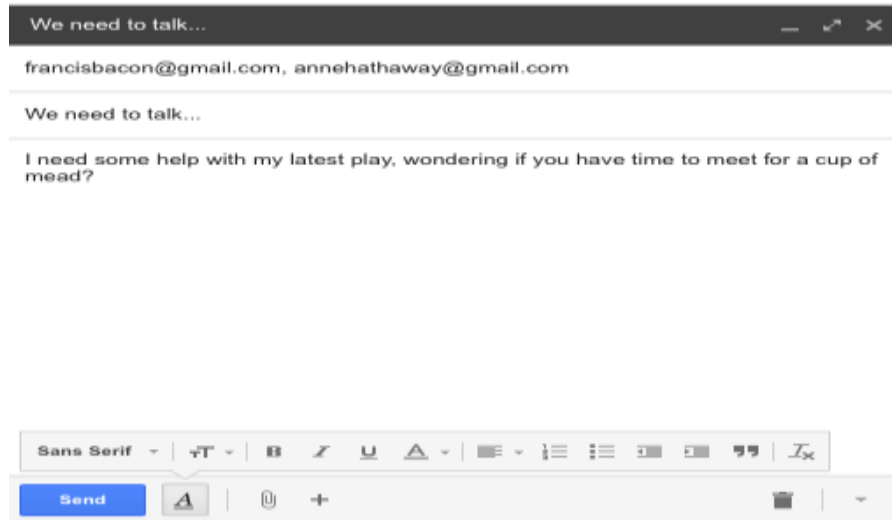 We need to talk...
francisbacon@gmail.com, annehathaway@gmail.com
We need to talk...
I need some help with my latest play, wondering if you have time to meet for a cup of
mead?
Sans Serif
Send